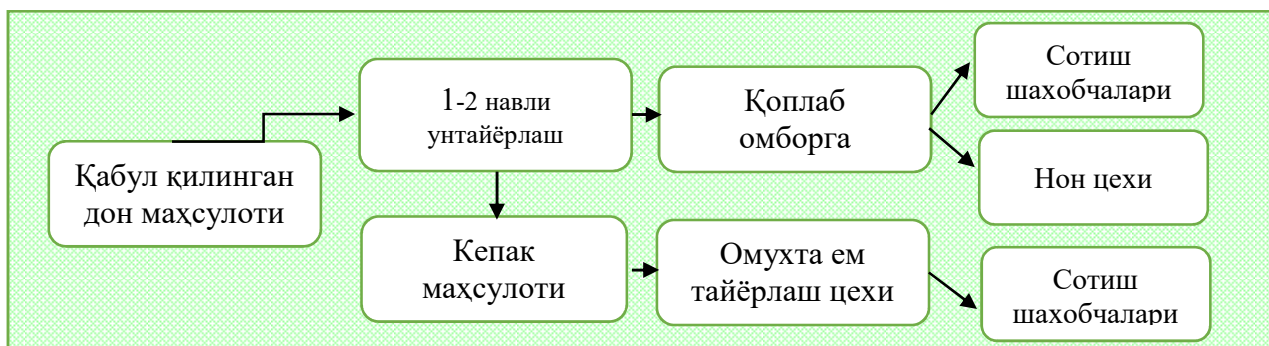 Қабул қилинган
дон маҳсулоти
1-2 навли
унтайёрлаш
Қоплаб
омборга
Сотиш
шахобчалари
Нон цехи
Кепак
маҳсулоти
Омухта ем
тайёрлаш цехи
Сотиш
шахобчалари